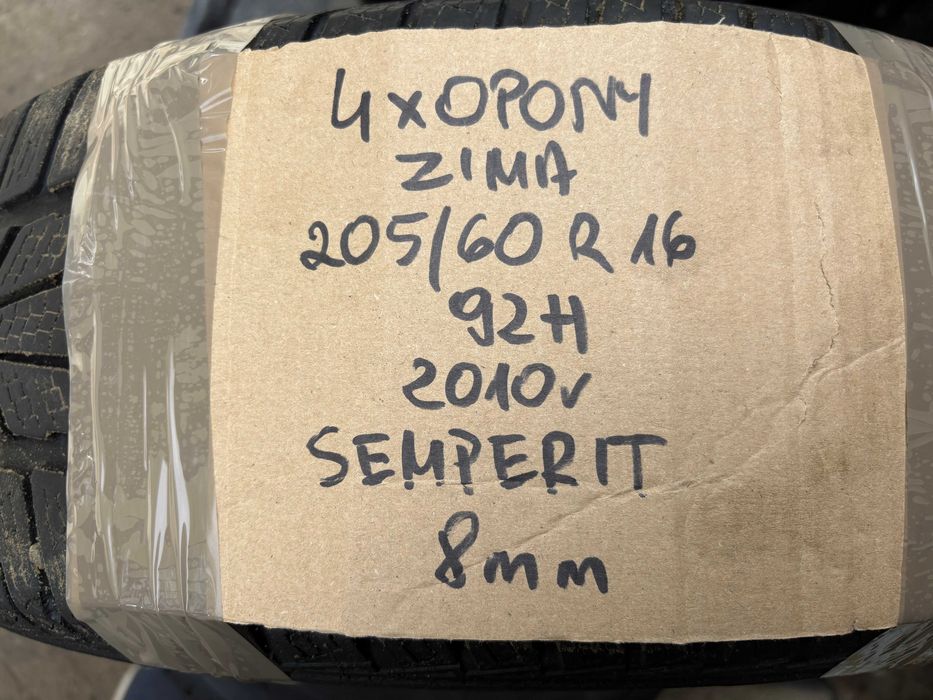 4xOPONY
ZIMA
205/60 R 16
92H
2010r
SEMPERIT
8mm